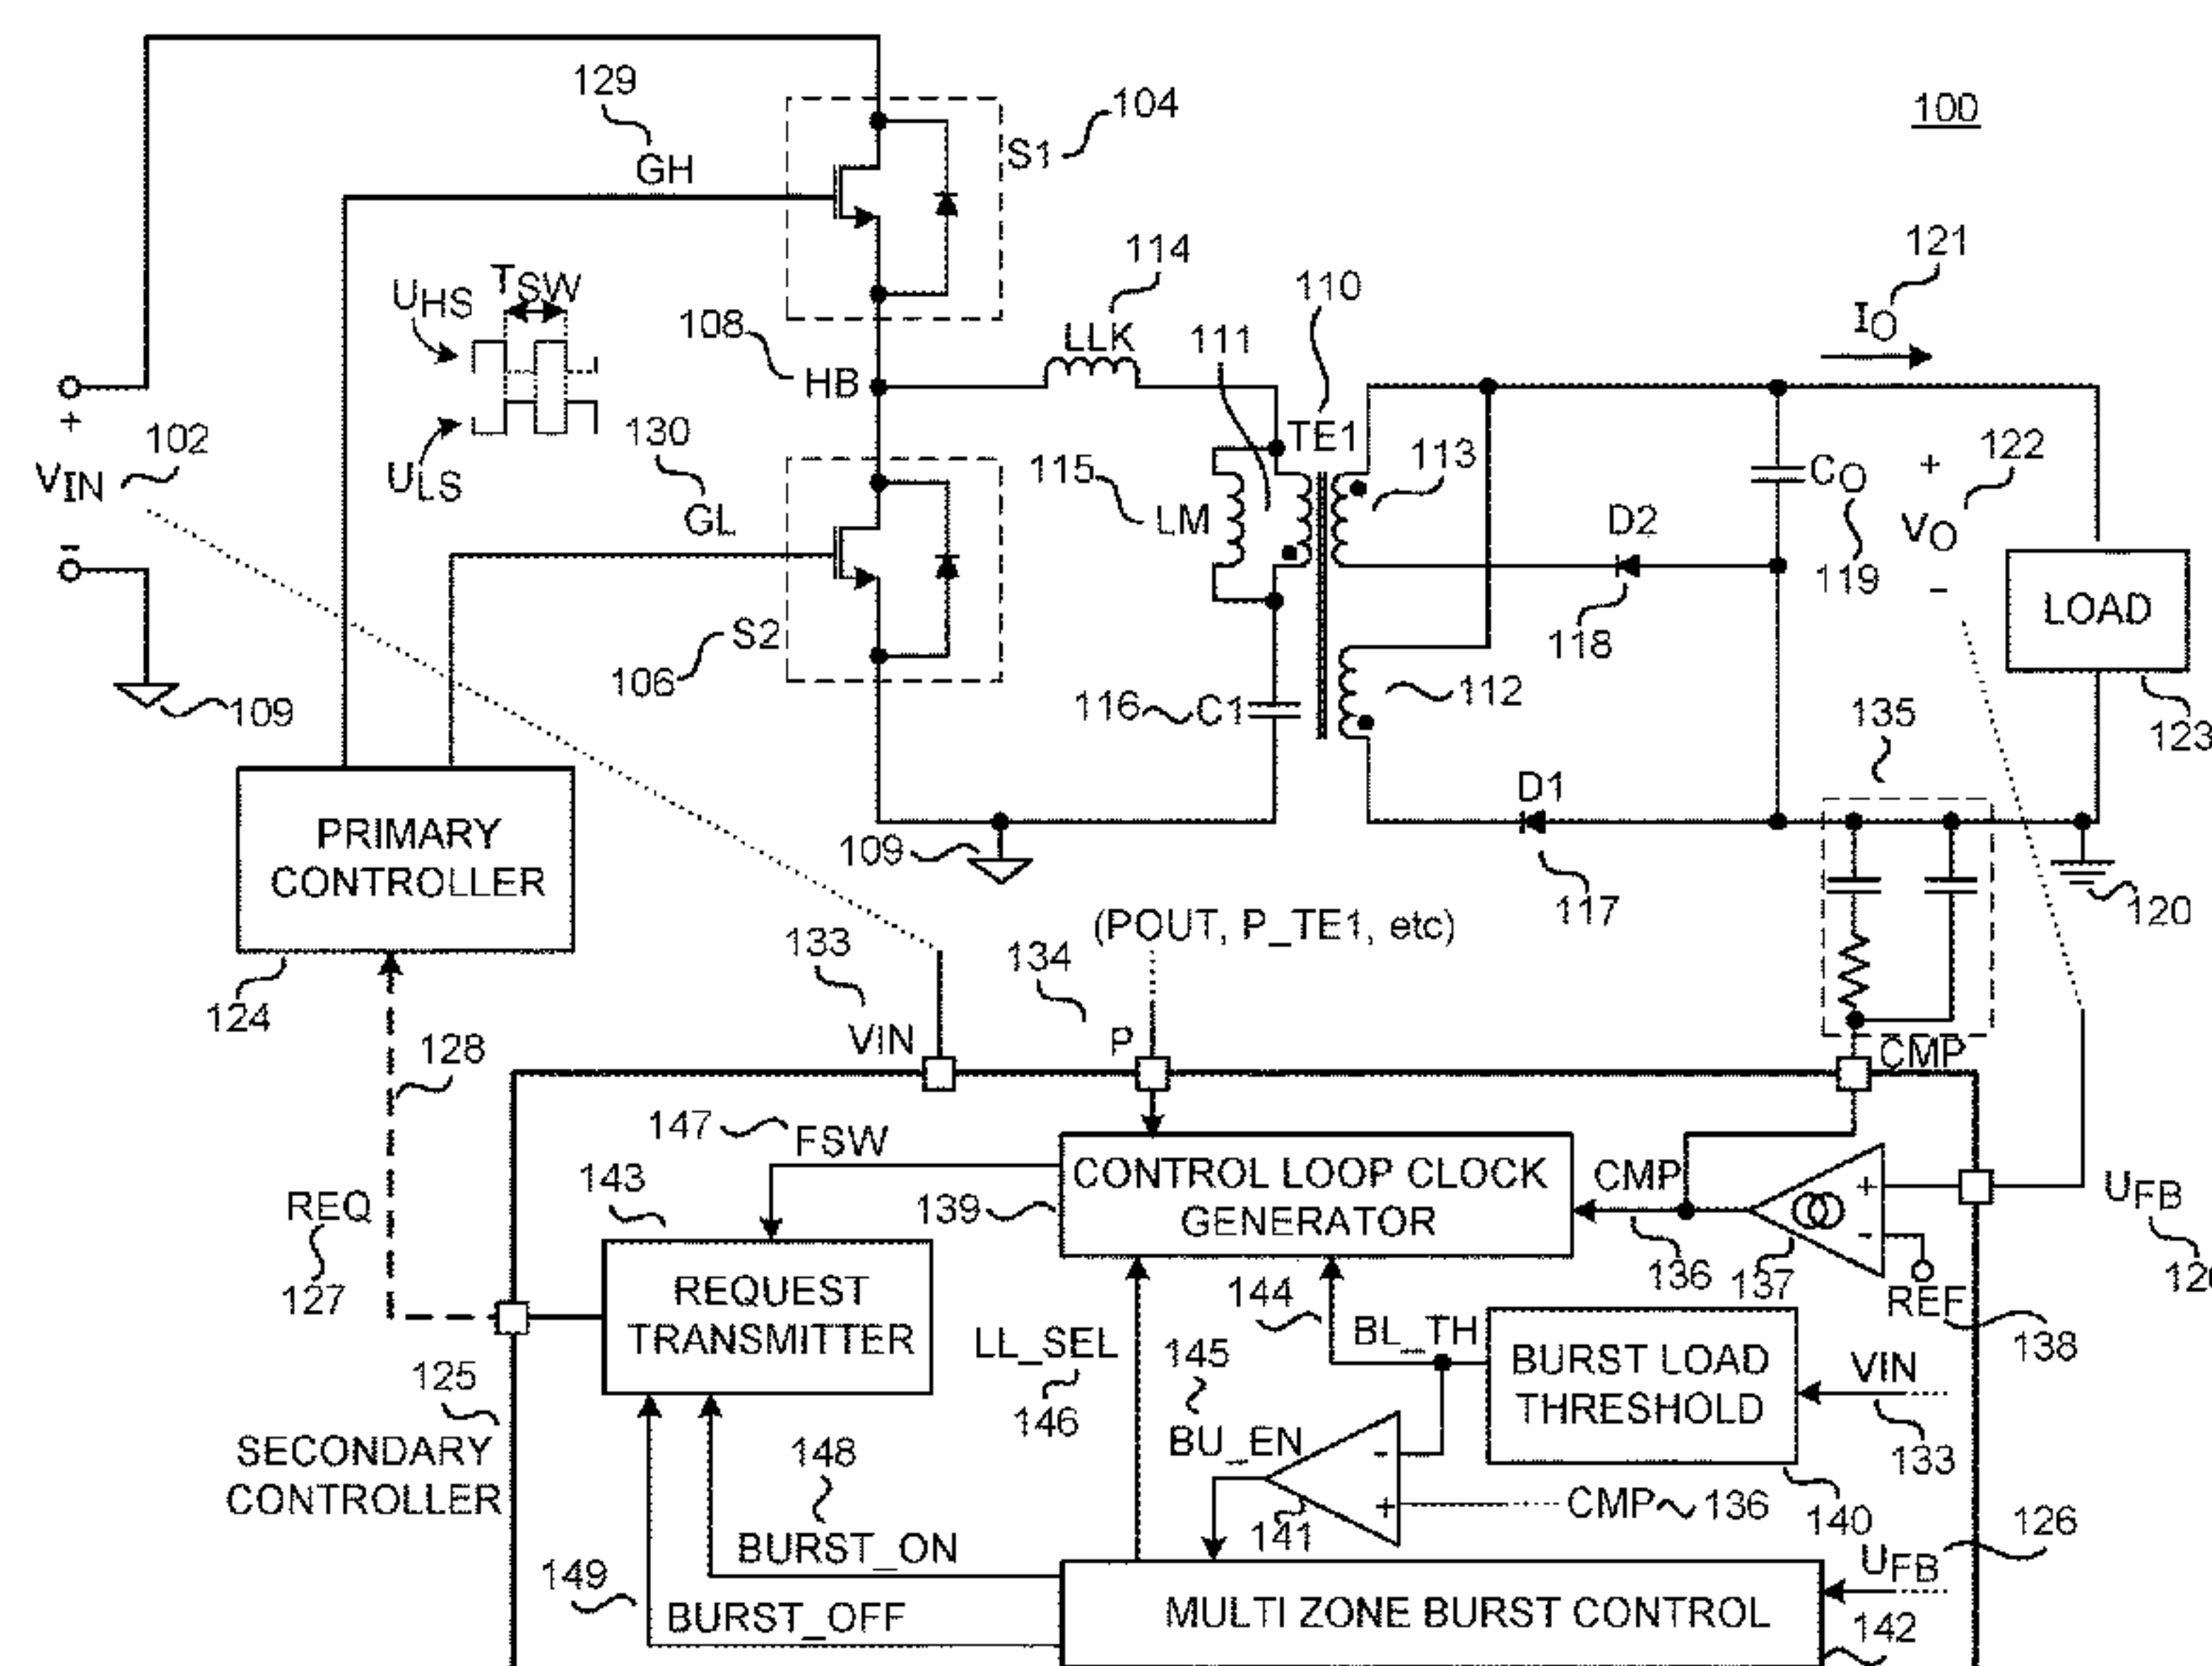 100
129
GH
104
S1
UHS
TSW
ULS
114
LLK
110
111
TE1
121
IO
108
HB
+
VIN
102
-
130
GL
115
LM
113
D2
118
CO
119
+
VO
-
122
LOAD
123
S2
106
116
C1
112
135
109
109
D1
117
120
PRIMARY
CONTROLLER
124
128
REQ
127
133
VIN
134
(POUT, P_TE1, etc)
P
CMP
147
FSW
143
139
CONTROL LOOP CLOCK
GENERATOR
CMP
136
137
+
-
REF
138
UFB
REQUEST
TRANSMITTER
125
SECONDARY
CONTROLLER
LL_SEL
146
144
145
BL_TH
BU_EN
BURST LOAD
THRESHOLD
VIN
133
140
-
+
141
CMP
136
148
BURST_ON
149
BURST_OFF
MULTI ZONE BURST CONTROL
126
UFB
142